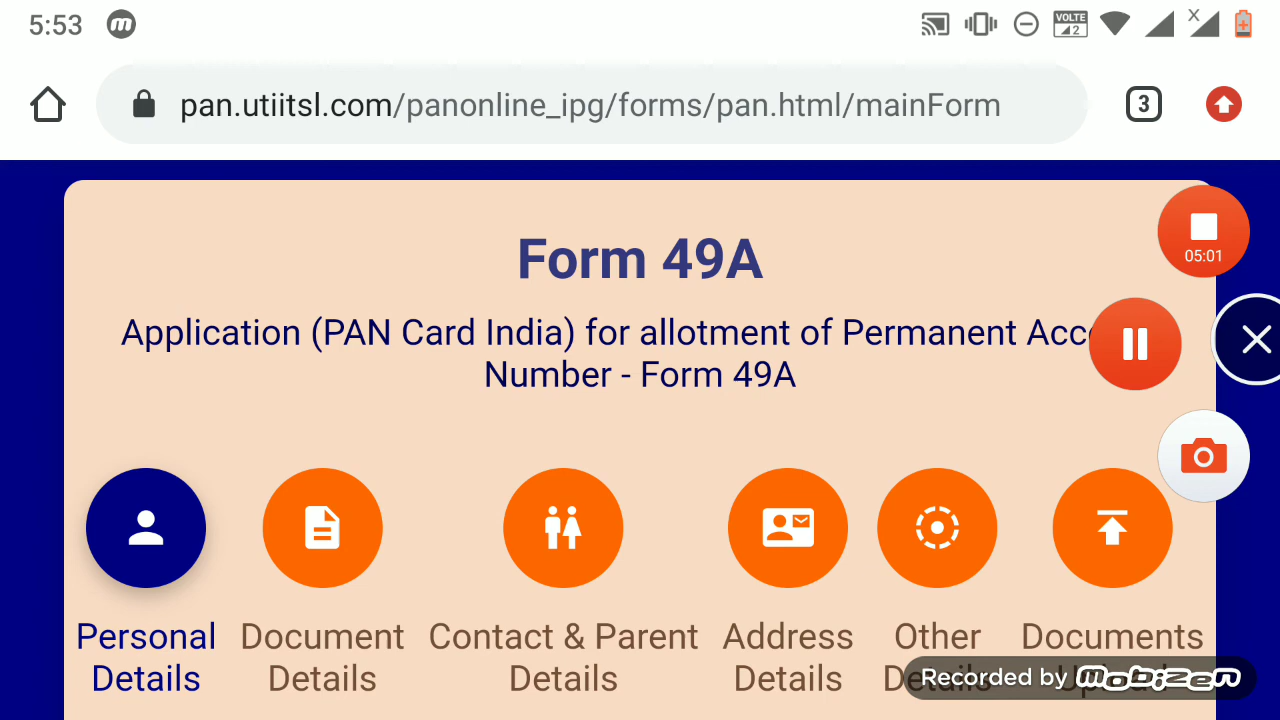 5:53
VOLTE
2
X
pan.utiitsl.com/panonline_ipg/forms/pan.html/mainForm
3
Form 49A
05:01
Application (PAN Card India) for allotment of Permanent
Number - Form 49A
Personal Details
Document Details
Contact & Parent Details
Address Details
Other Details
Documents
Recorded by mobizen